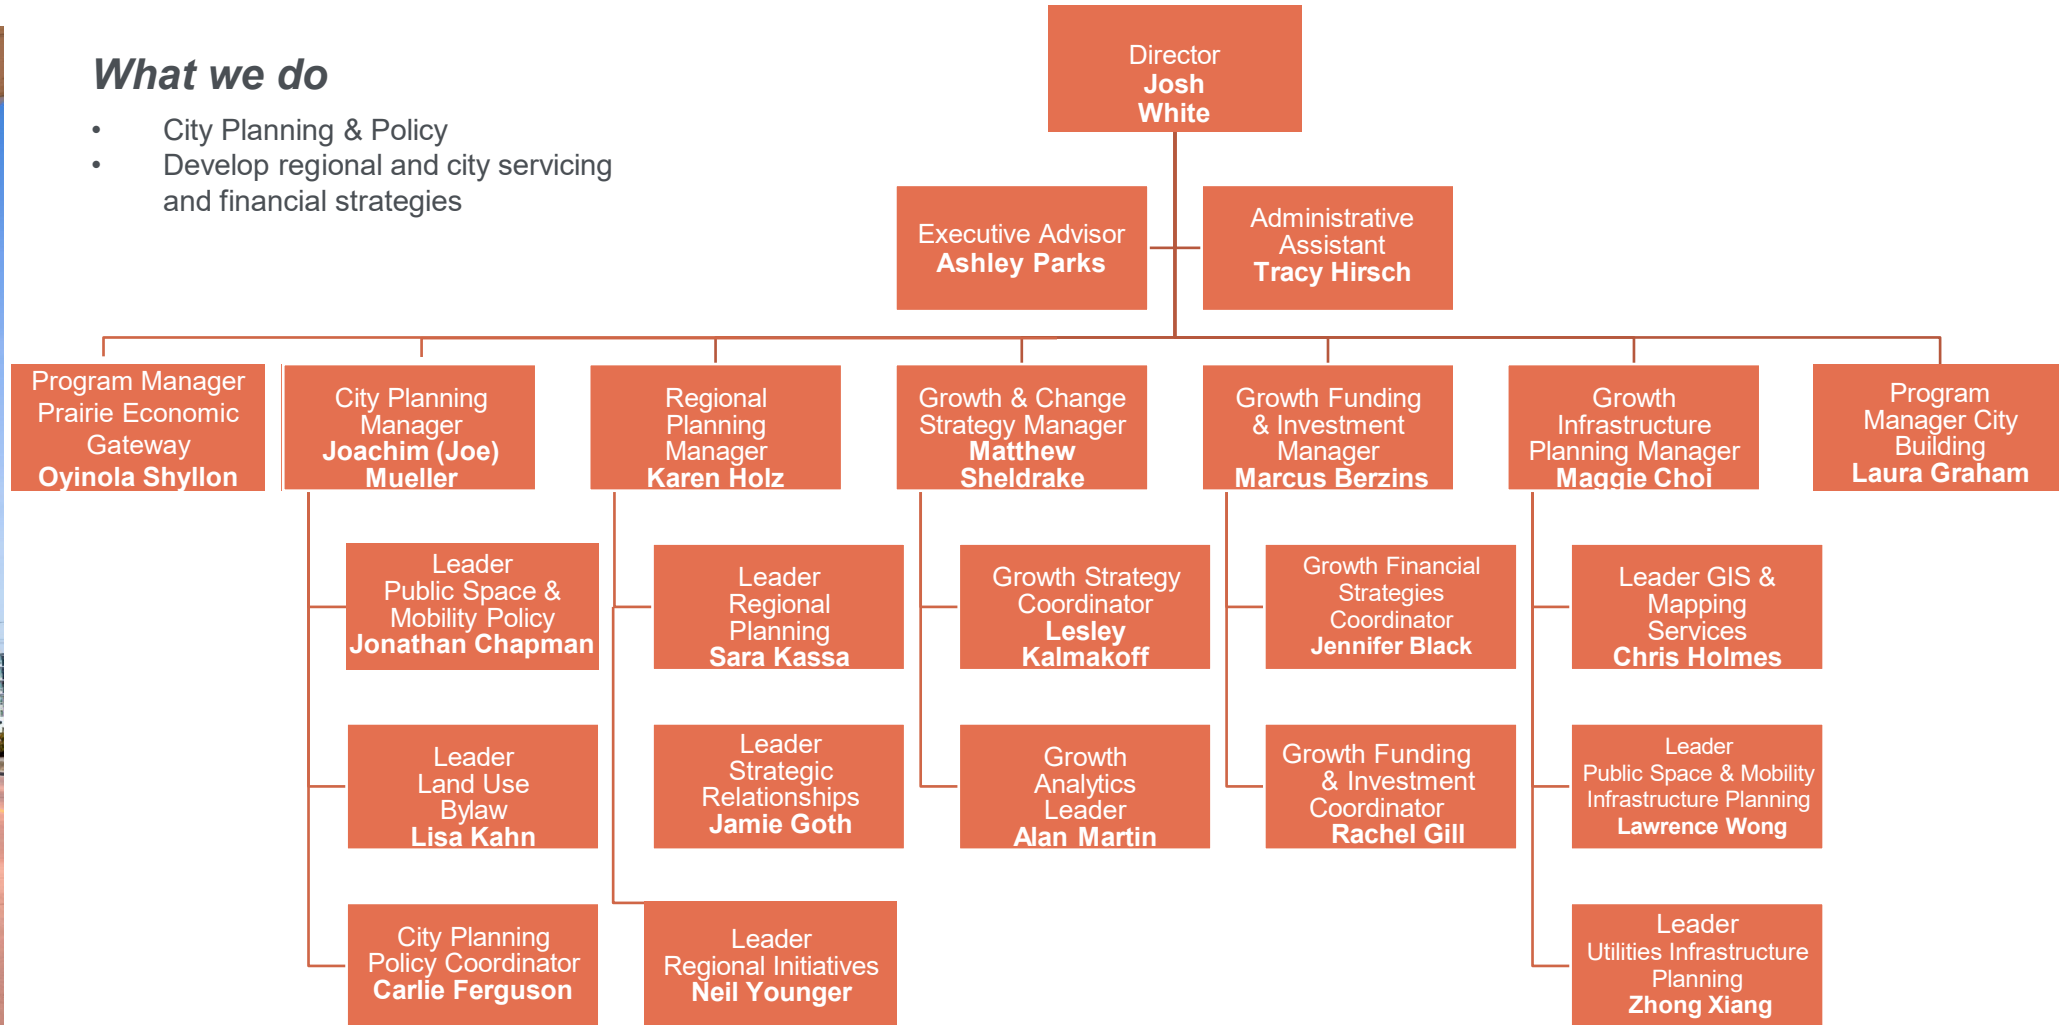 What we do
• City Planning & Policy
• Develop regional and city servicing
and financial strategies
Director
Josh
White
Executive Advisor
Ashley Parks
Administrative
Assistant
Tracy Hirsch
Program Manager
Prairie Economic
Gateway
Oyinola Shyllon
City Planning
Manager
Joachim (Joe)
Mueller
Regional
Planning
Manager
Karen Holz
Growth & Change
Strategy Manager
Matthew
Sheldrake
Growth Funding
& Investment
Manager
Marcus Berzins
Growth
Infrastructure
Planning Manager
Maggie Choi
Program
Manager City
Building
Laura Graham
Leader
Public Space &
Mobility Policy
Jonathan Chapman
Leader
Regional
Planning
Sara Kassa
Growth Strategy
Coordinator
Lesley
Kalmakoff
Growth Financial
Strategies
Coordinator
Jennifer Black
Leader GIS &
Mapping
Services
Chris Holmes
Leader
Land Use
Bylaw
Lisa Kahn
Leader
Strategic
Relationships
Jamie Goth
Growth
Analytics
Leader
Alan Martin
Growth Funding
& Investment
Coordinator
Rachel Gill
Leader
Public Space & Mobility
Infrastructure Planning
Lawrence Wong
City Planning
Policy Coordinator
Carlie Ferguson
Leader
Regional Initiatives
Neil Younger
Leader
Utilities Infrastructure
Planning
Zhong Xiang